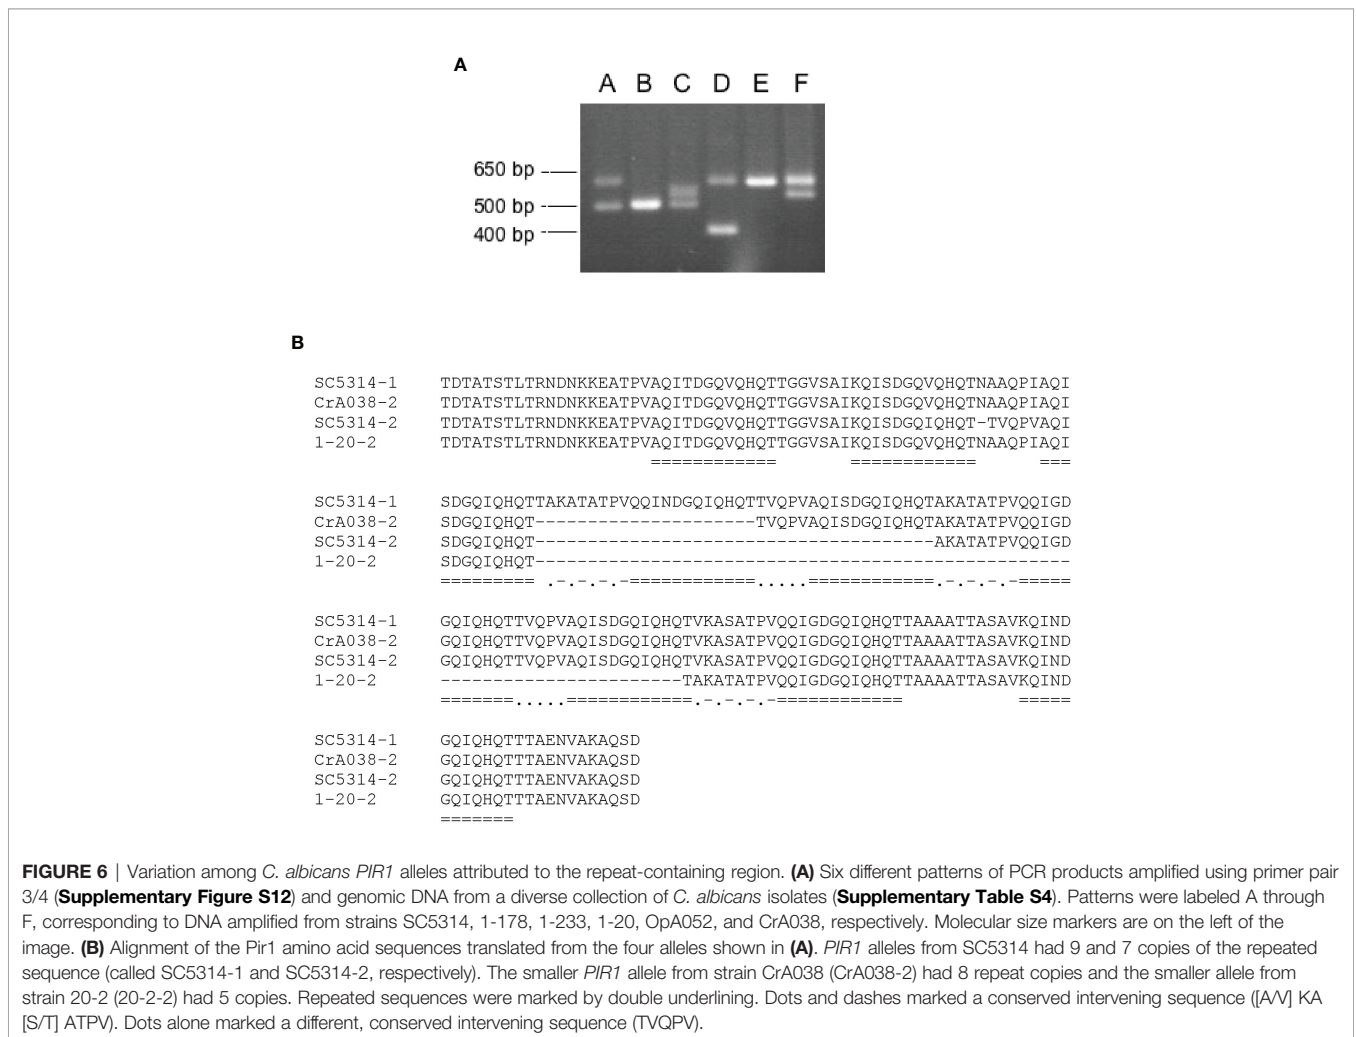 A
A B C D E F
650 bp
500 bp
400 bp
B
SC5314-1 TDTATSTLTRNDNKKEATPVAQITDGQVQHQTTGGVSAIKQISDGQVQHQTNAAQPIAQI
CrA038-2 TDTATSTLTRNDNKKEATPVAQITDGQVQHQTTGGVSAIKQISDGQVQHQTNAAQPIAQI
SC5314-2 TDTATSTLTRNDNKKEATPVAQITDGQVQHQTTGGVSAIKQISDGQIQHQT-TVQPVAQI
1-20-2 TDTATSTLTRNDNKKEATPVAQITDGQVQHQTTGGVSAIKQISDGQVQHQTNAAQPIAQI
============ ============ ===
SC5314-1 SDGQIQHQTTAKATATPVQQINDGQIQHQTTVQPVAQISDGQIQHQTAKATATPVQQIGD
CrA038-2 SDGQIQHQT---------------------TVQPVAQISDGQIQHQTAKATATPVQQIGD
SC5314-2 SDGQIQHQT--------------------------------------AKATATPVQQIGD
1-20-2 SDGQIQHQT---------------------------------------------------
========= .-.-.-.-============.....============.-.-.-.-=====
SC5314-1 GQIQHQTTVQPVAQISDGQIQHQTVKASATPVQQIGDGQIQHQTTAAAATTASAVKQIND
CrA038-2 GQIQHQTTVQPVAQISDGQIQHQTVKASATPVQQIGDGQIQHQTTAAAATTASAVKQIND
SC5314-2 GQIQHQTTVQPVAQISDGQIQHQTVKASATPVQQIGDGQIQHQTTAAAATTASAVKQIND
1-20-2 -----------------------TAKATATPVQQIGDGQIQHQTTAAAATTASAVKQIND
=======.....============.-.-.-.-============ =====
SC5314-1 GQIQHQTTTAENVAKAQSD
CrA038-2 GQIQHQTTTAENVAKAQSD
SC5314-2 GQIQHQTTTAENVAKAQSD
1-20-2 GQIQHQTTTAENVAKAQSD
=======
FIGURE 6 | Variation among C. albicans PIR1 alleles attributed to the repeat-containing region. (A) Six different patterns of PCR products amplified using primer pair
3/4 (Supplementary Figure S12) and genomic DNA from a diverse collection of C. albicans isolates (Supplementary Table S4). Patterns were labeled A through
F, corresponding to DNA amplified from strains SC5314, 1-178, 1-233, 1-20, OpA052, and CrA038, respectively. Molecular size markers are on the left of the
image. (B) Alignment of the Pir1 amino acid sequences translated from the four alleles shown in (A). PIR1 alleles from SC5314 had 9 and 7 copies of the repeated
sequence (called SC5314-1 and SC5314-2, respectively). The smaller PIR1 allele from strain CrA038 (CrA038-2) had 8 repeat copies and the smaller allele from
strain 20-2 (20-2-2) had 5 copies. Repeated sequences were marked by double underlining. Dots and dashes marked a conserved intervening sequence ([A/V] KA
[S/T] ATPV). Dots alone marked a different, conserved intervening sequence (TVQPV).